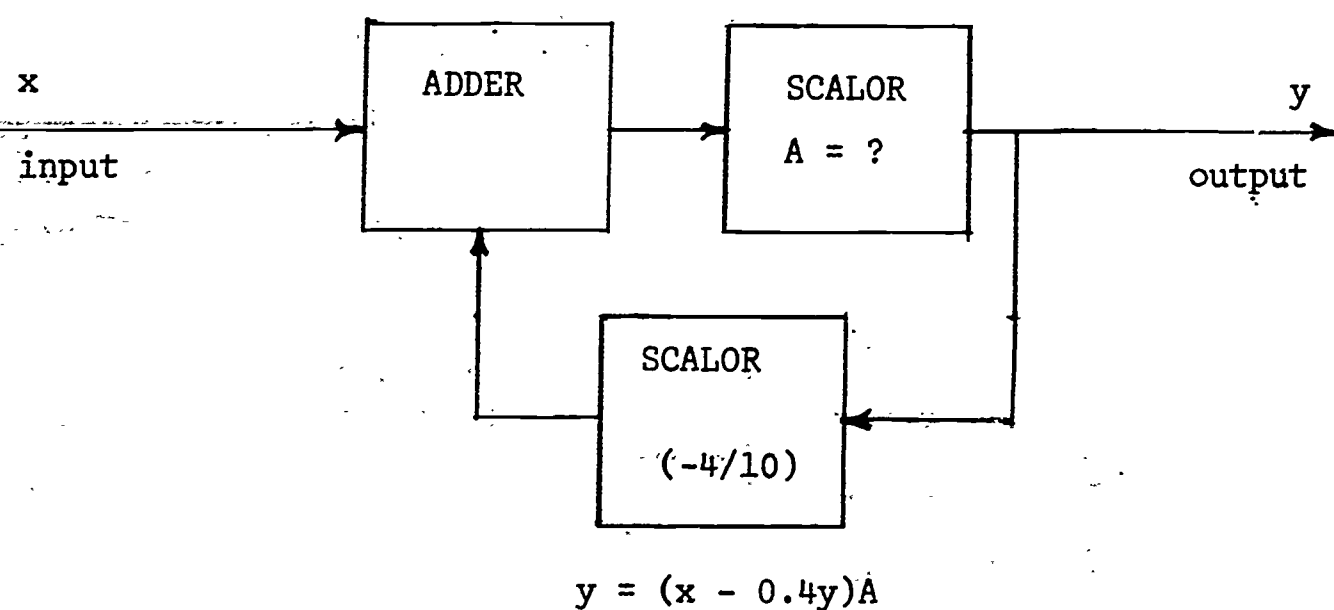 x
input
ADDER
SCALOR
A = ?
y
output
SCALOR
(-4/10)
y = (x - 0.4y)A